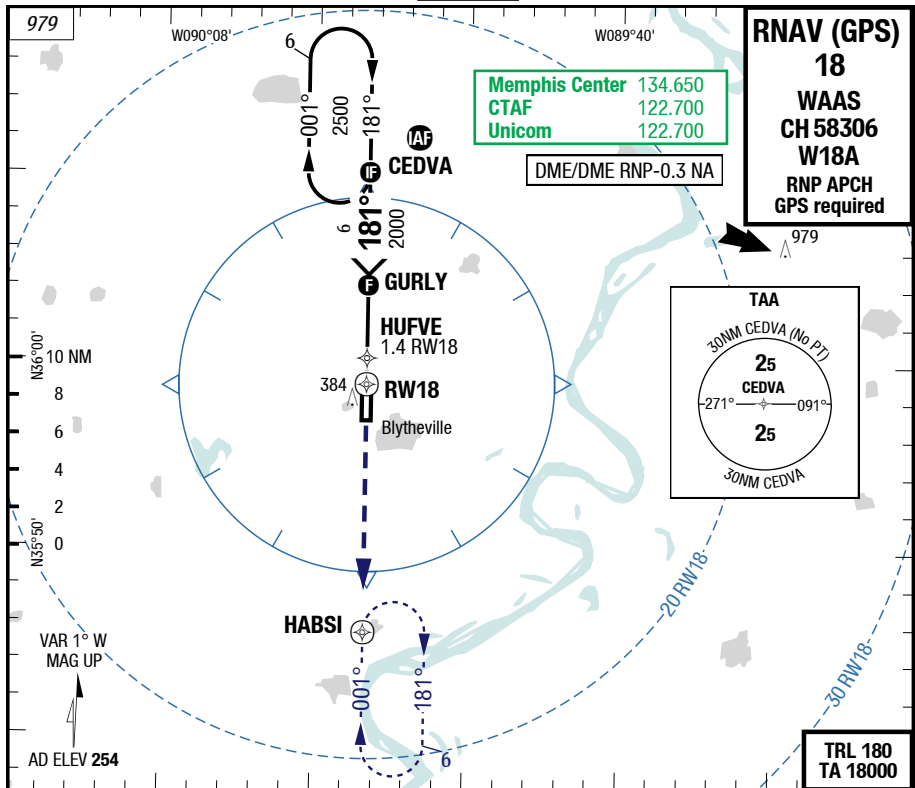 979
W090°08'
W089°40'
RNAV (GPS)
18
WAAS
CH 58306
W18A
RNP APCH
GPS required
Memphis Center 134.650
CTAF 122.700
Unicom 122.700
DME/DME RNP-0.3 NA
6
001°
2500
181°
IAF
IF CEDVA
6
181°
2000
979
F GURLY
HUFVE
1.4 RW18
384
RW18
Blytheville
TAA
30NM CEDVA (No PT)
25
CEDVA
271°
091°
25
30NM CEDVA
N36°00'
10 NM
8
6
4
2
0
N35°50'
20 RW18
30 RW18
HABSI
001°
181°
6
VAR 1° W
MAG UP
AD ELEV 254
TRL 180
TA 18000